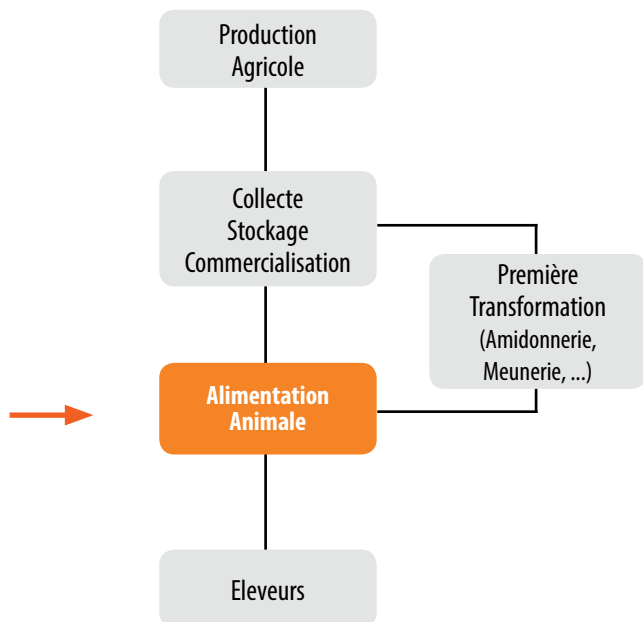 Production
Agricole
Collecte
Stockage
Commercialisation
Première
Transformation
(Amidonnerie,
Meunerie, ...)
Alimentation
Animale
Eleveurs